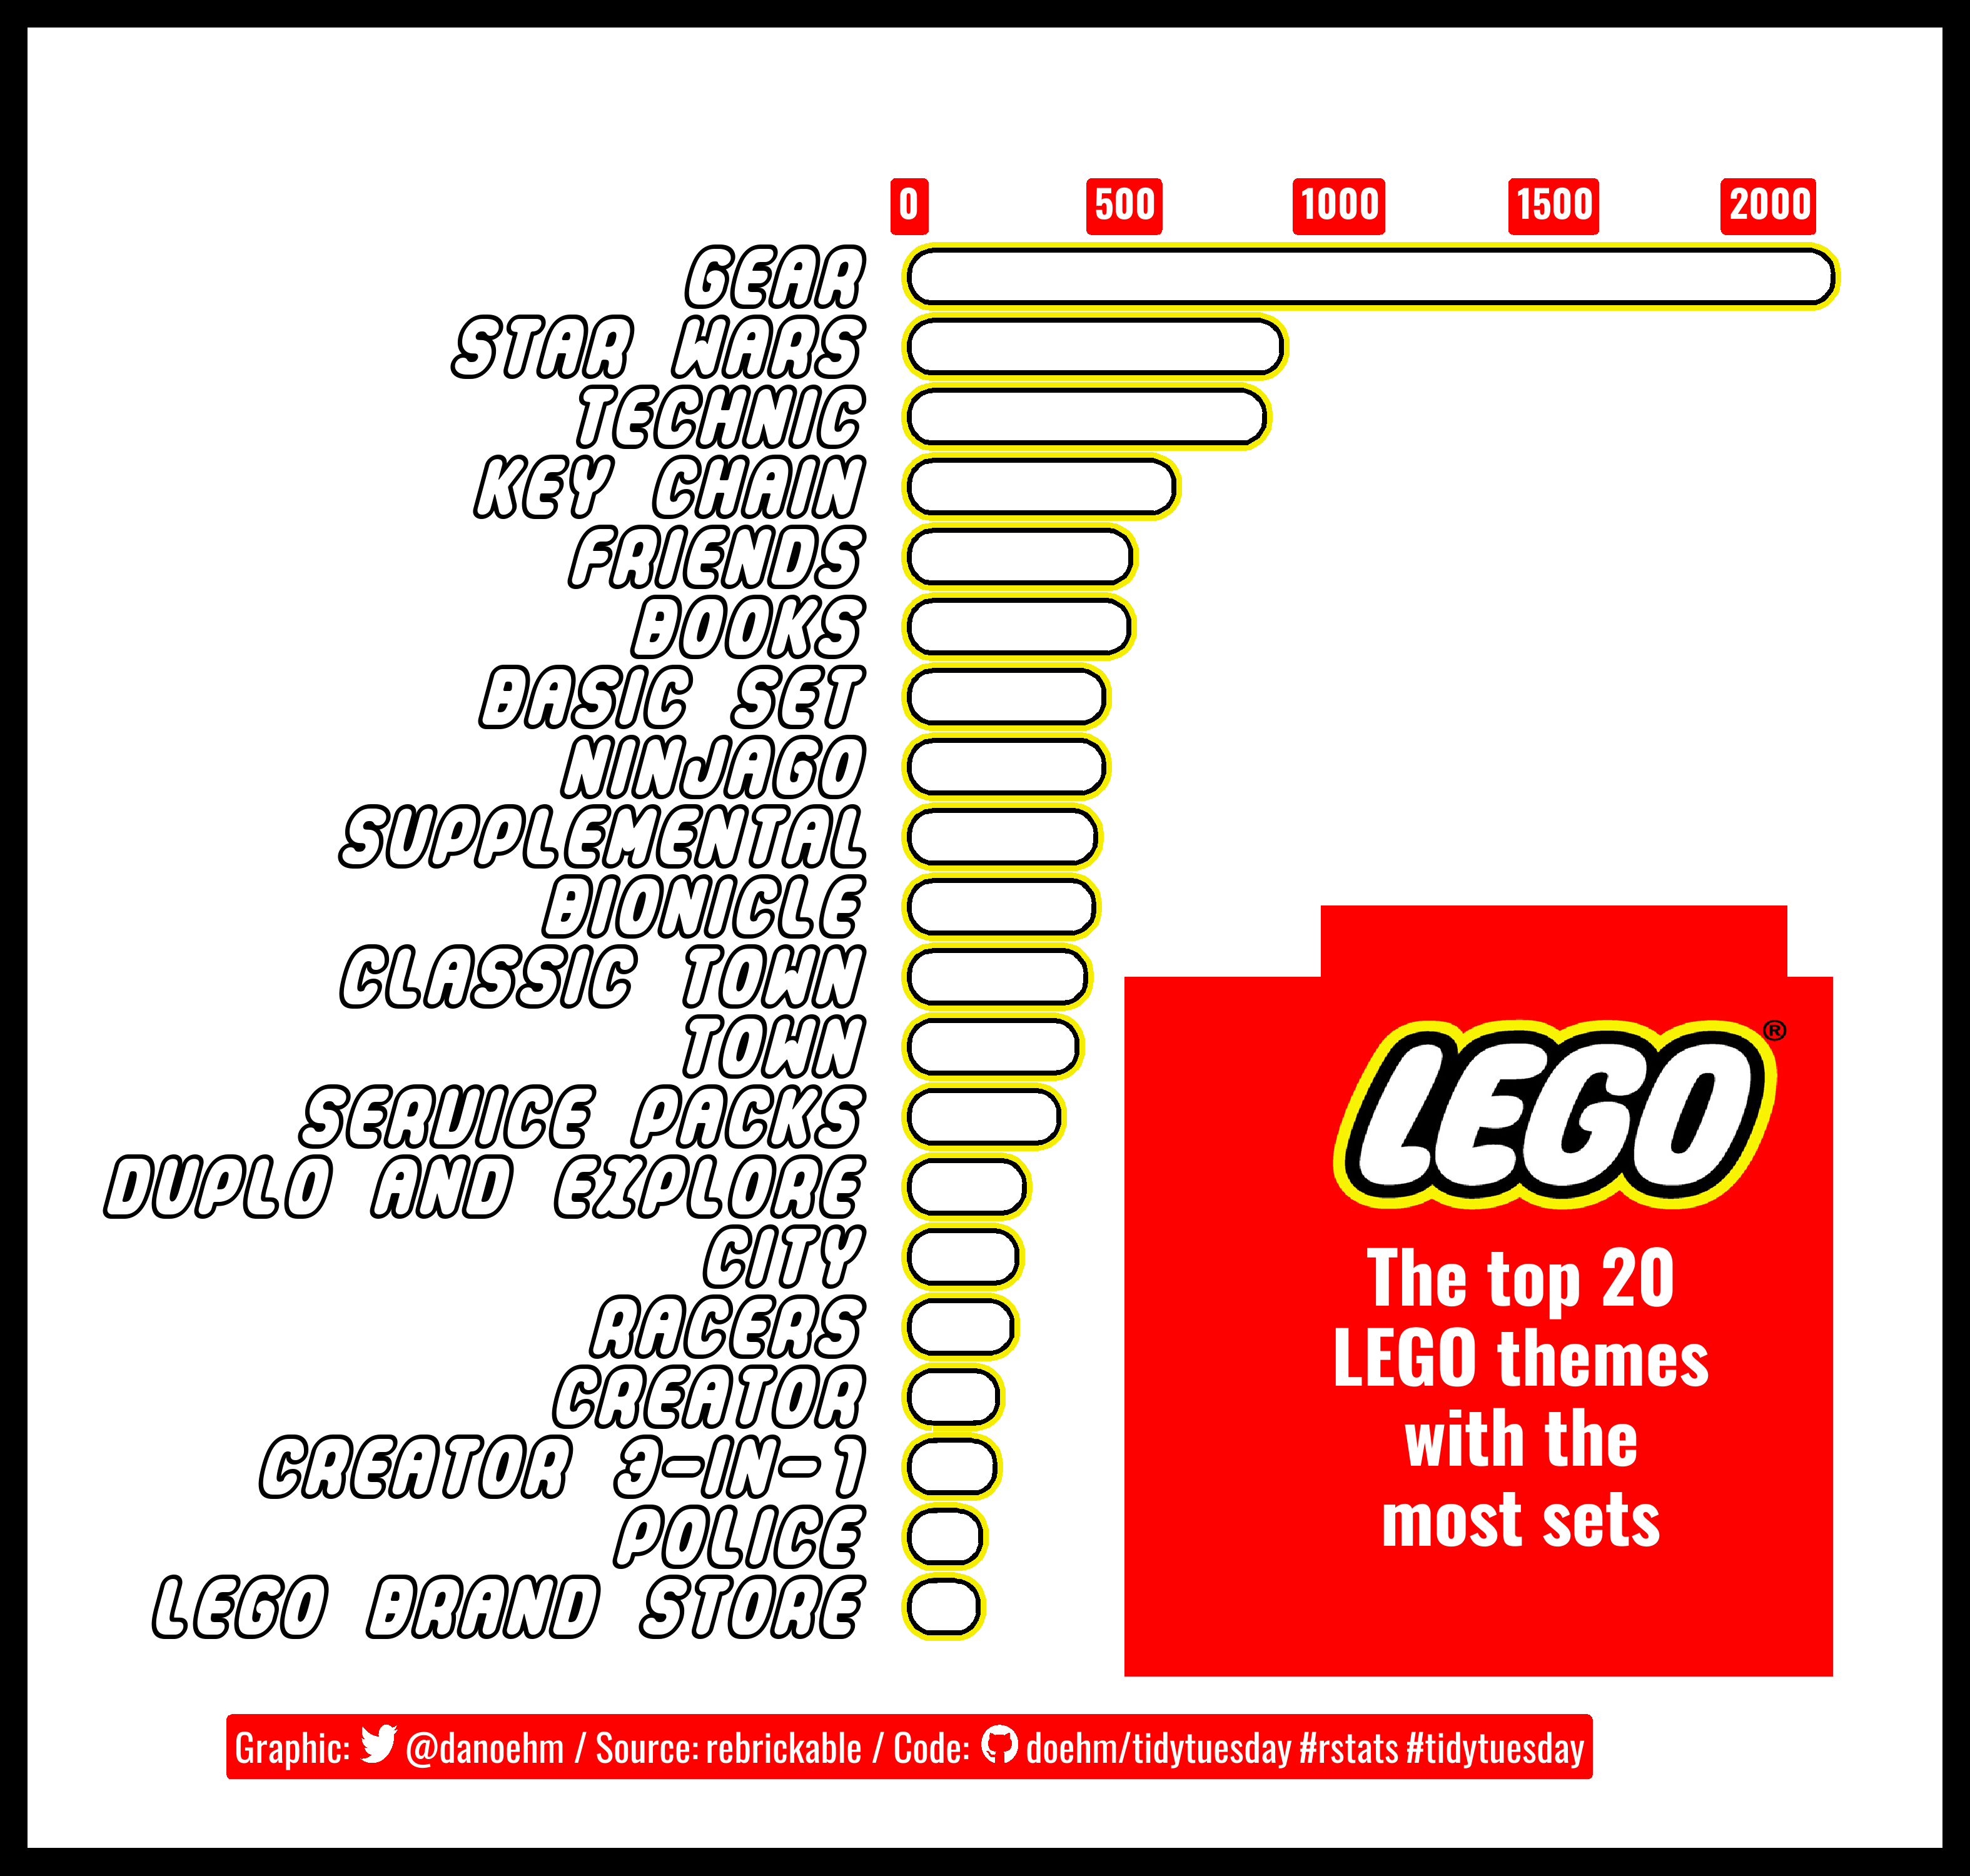 0 500 1000 1500 2000
GEAR
STAR WARS
TECHNIC
KEY CHAIN
FRIENDS
BOOKS
BASIC SET
NINJAGO
SUPPLEMENTAL
BIONICLE
CLASSIC TOWN
TOWN
SERVICE PACKS
DUPLO AND EXPLORE
CITY
RACERS
CREATOR
CREATOR 3-IN-1
POLICE
LEGO BRAND STORE
LEGO®
The top 20
LEGO themes
with the
most sets
Graphic: @danoehm / Source: rebrickable / Code: doehm/tidytuesday #rstats #tidytuesday